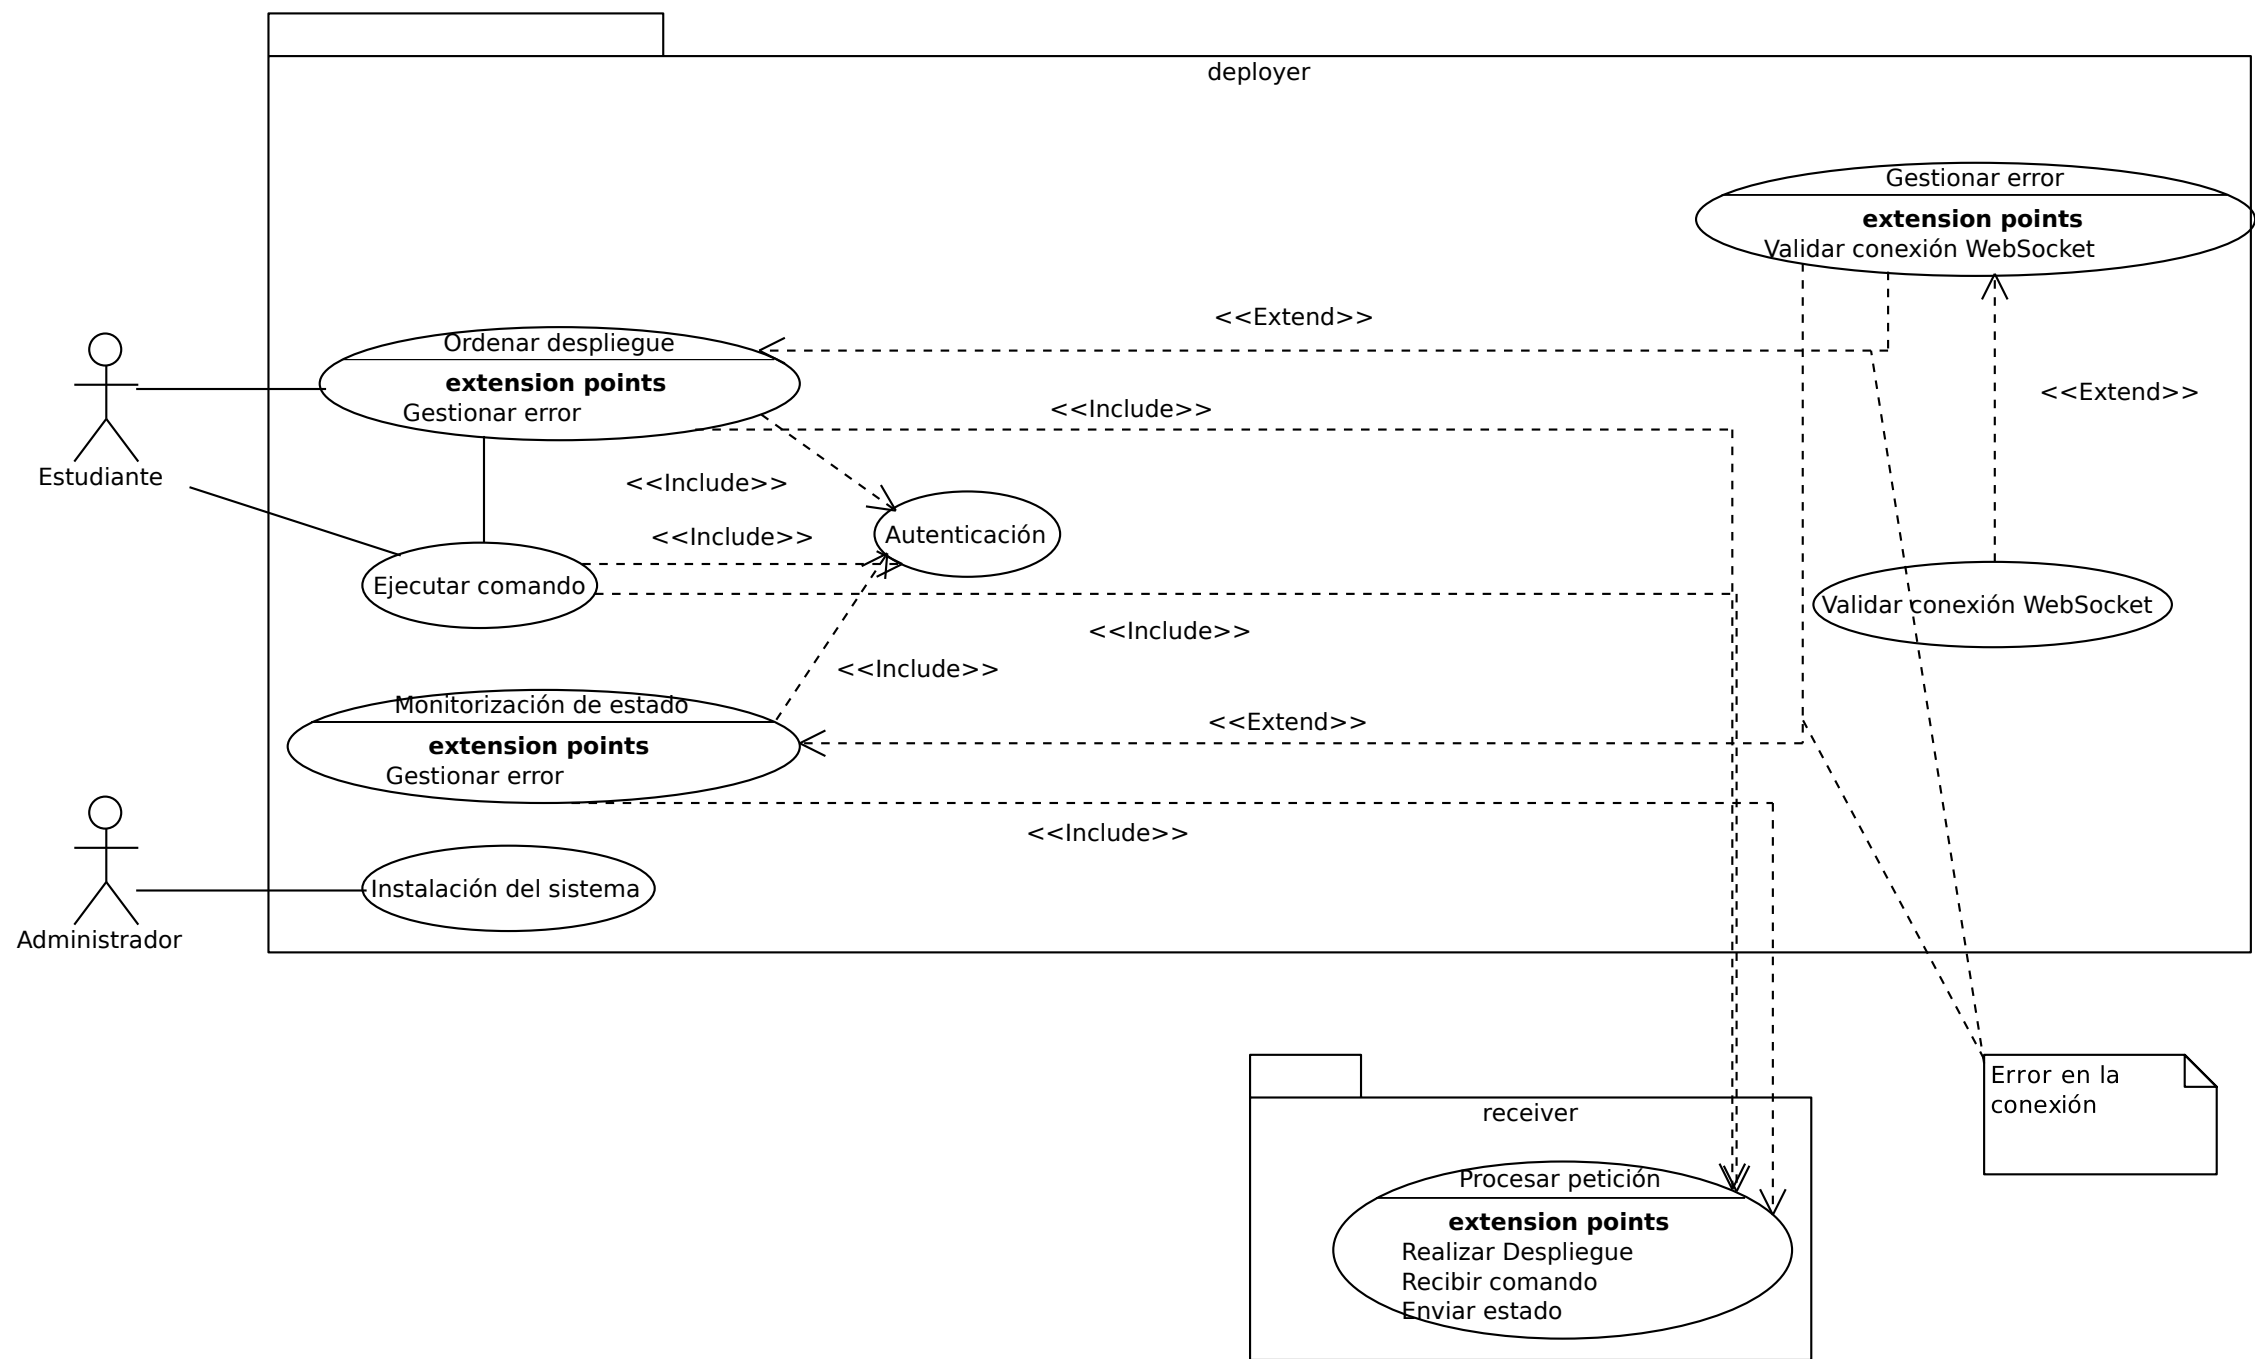 deployer
Gestionar error
extension points
Validar conexión WebSocket
<<Extend>>
Ordenar despliegue
extension points
Gestionar error
<<Extend>>
<<Include>>
Estudiante
<<Include>>
<<Include>>
Autenticación
Ejecutar comando
Validar conexión WebSocket
<<Include>>
<<Include>>
Monitorización de estado
extension points
Gestionar error
<<Extend>>
<<Include>>
Instalación del sistema
Administrador
Error en la
conexión
receiver
Procesar petición
extension points
Realizar Despliegue
Recibir comando
Enviar estado